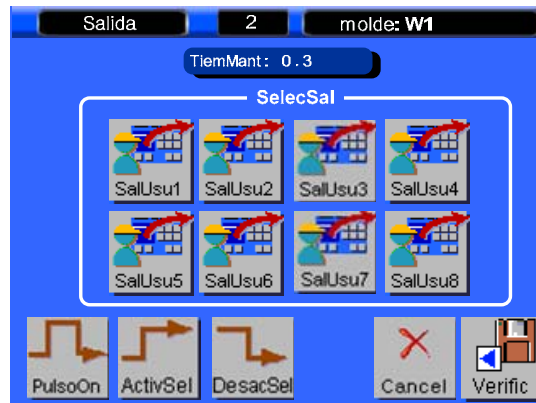 Salida 2 molde: W1
TiemMant: 0.3
SelecSal
SalUsu1 SalUsu2 SalUsu3 SalUsu4
SalUsu5 SalUsu6 SalUsu7 SalUsu8
PulsoOn ActivSel DesacSel Cancel Verific